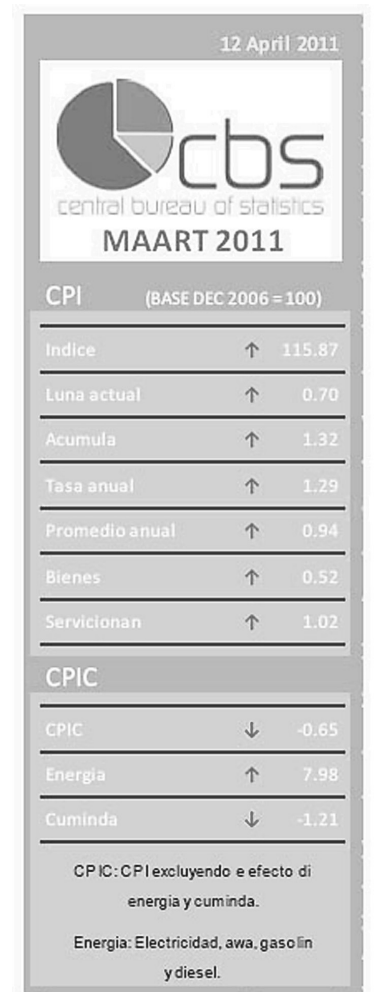 12 April 2011
cbs
central bureau of statistics
MAART 2011
CPI (BASE DEC 2006 = 100)
Indice ↑ 115.87
Luna actual ↑ 0.70
Acumula ↑ 1.32
Tasa anual ↑ 1.29
Promedio anual ↑ 0.94
Bienes ↑ 0.52
Servicionan ↑ 1.02
CPIC
CPIC ↓ -0.65
Energia ↑ 7.98
Cuminda ↓ -1.21
CPIC: CPI excluyendo e efecto di
energia y cuminda.
Energia: Electricidad, awa, gasolin
y diesel.